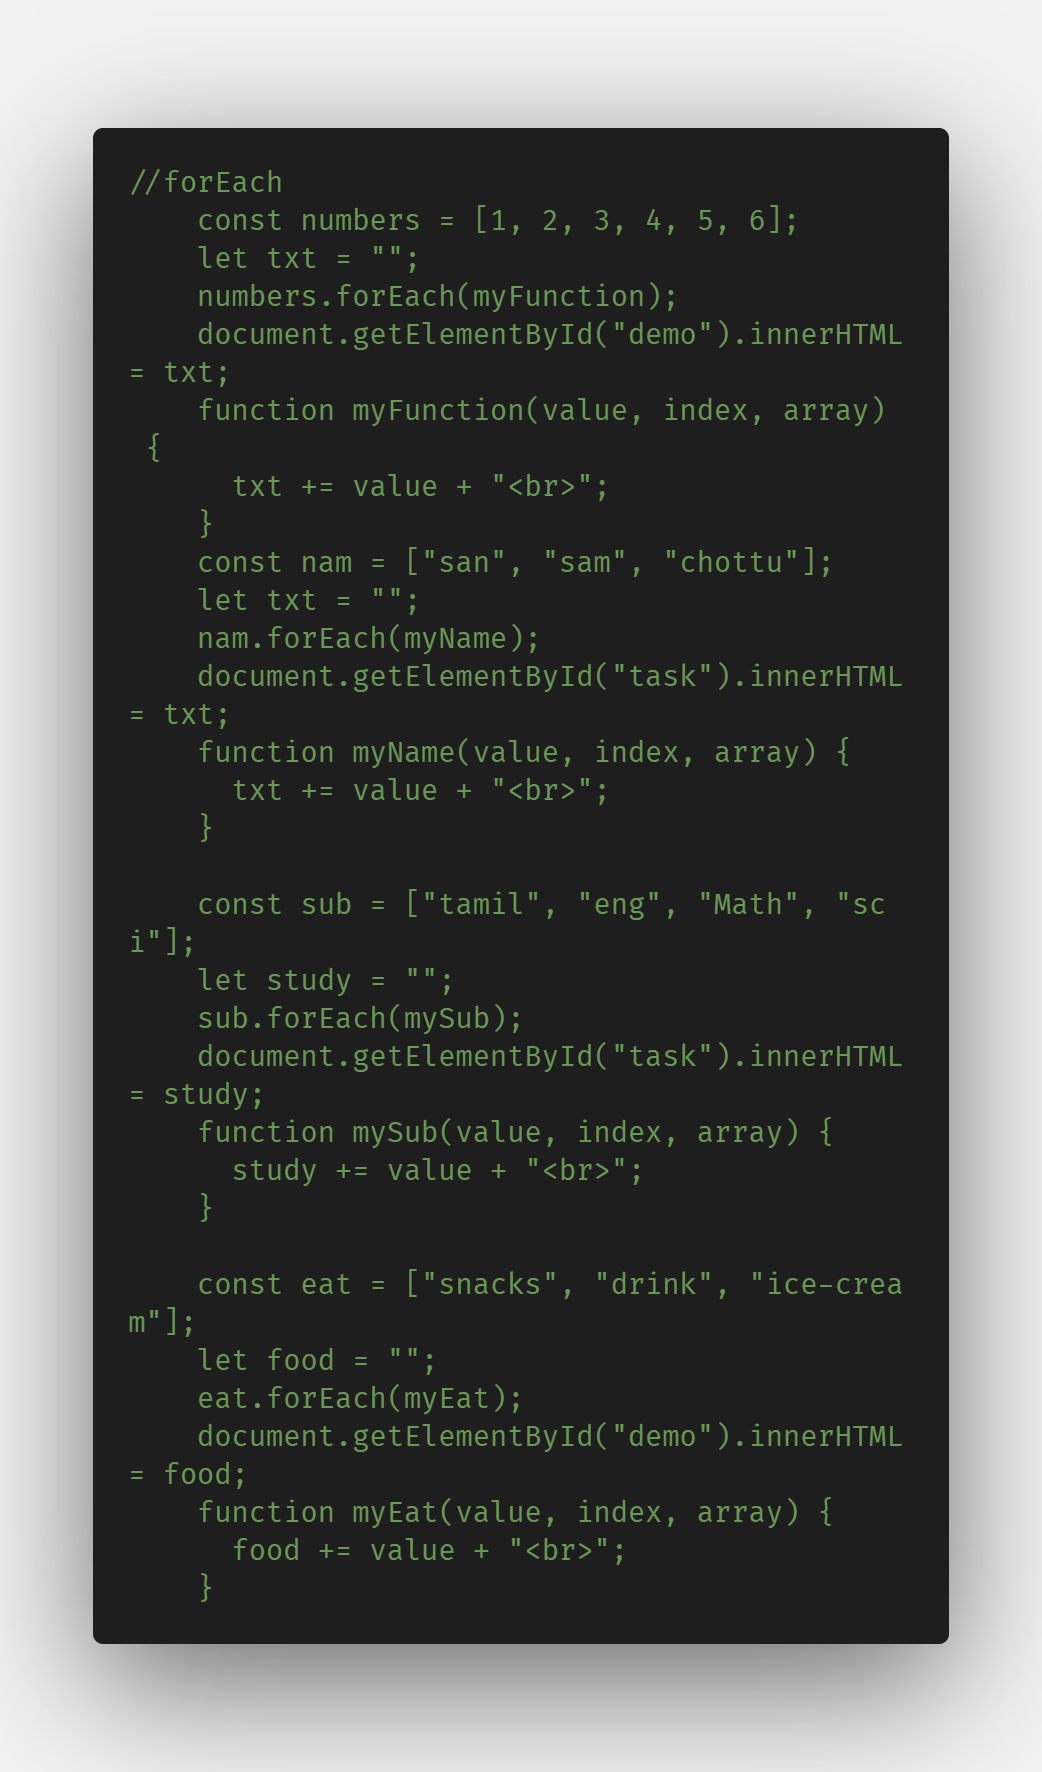 //forEach
    const numbers = [1, 2, 3, 4, 5, 6];
    let txt = "";
    numbers.forEach(myFunction);
    document.getElementById("demo").innerHTML
= txt;
    function myFunction(value, index, array)
 {
      txt += value + "<br>";
    }
    const nam = ["san", "sam", "chottu"];
    let txt = "";
    nam.forEach(myName);
    document.getElementById("task").innerHTML
= txt;
    function myName(value, index, array) {
      txt += value + "<br>";
    }

    const sub = ["tamil", "eng", "Math", "sc
i"];
    let study = "";
    sub.forEach(mySub);
    document.getElementById("task").innerHTML
= study;
    function mySub(value, index, array) {
      study += value + "<br>";
    }

    const eat = ["snacks", "drink", "ice-crea
m"];
    let food = "";
    eat.forEach(myEat);
    document.getElementById("demo").innerHTML
= food;
    function myEat(value, index, array) {
      food += value + "<br>";
    }